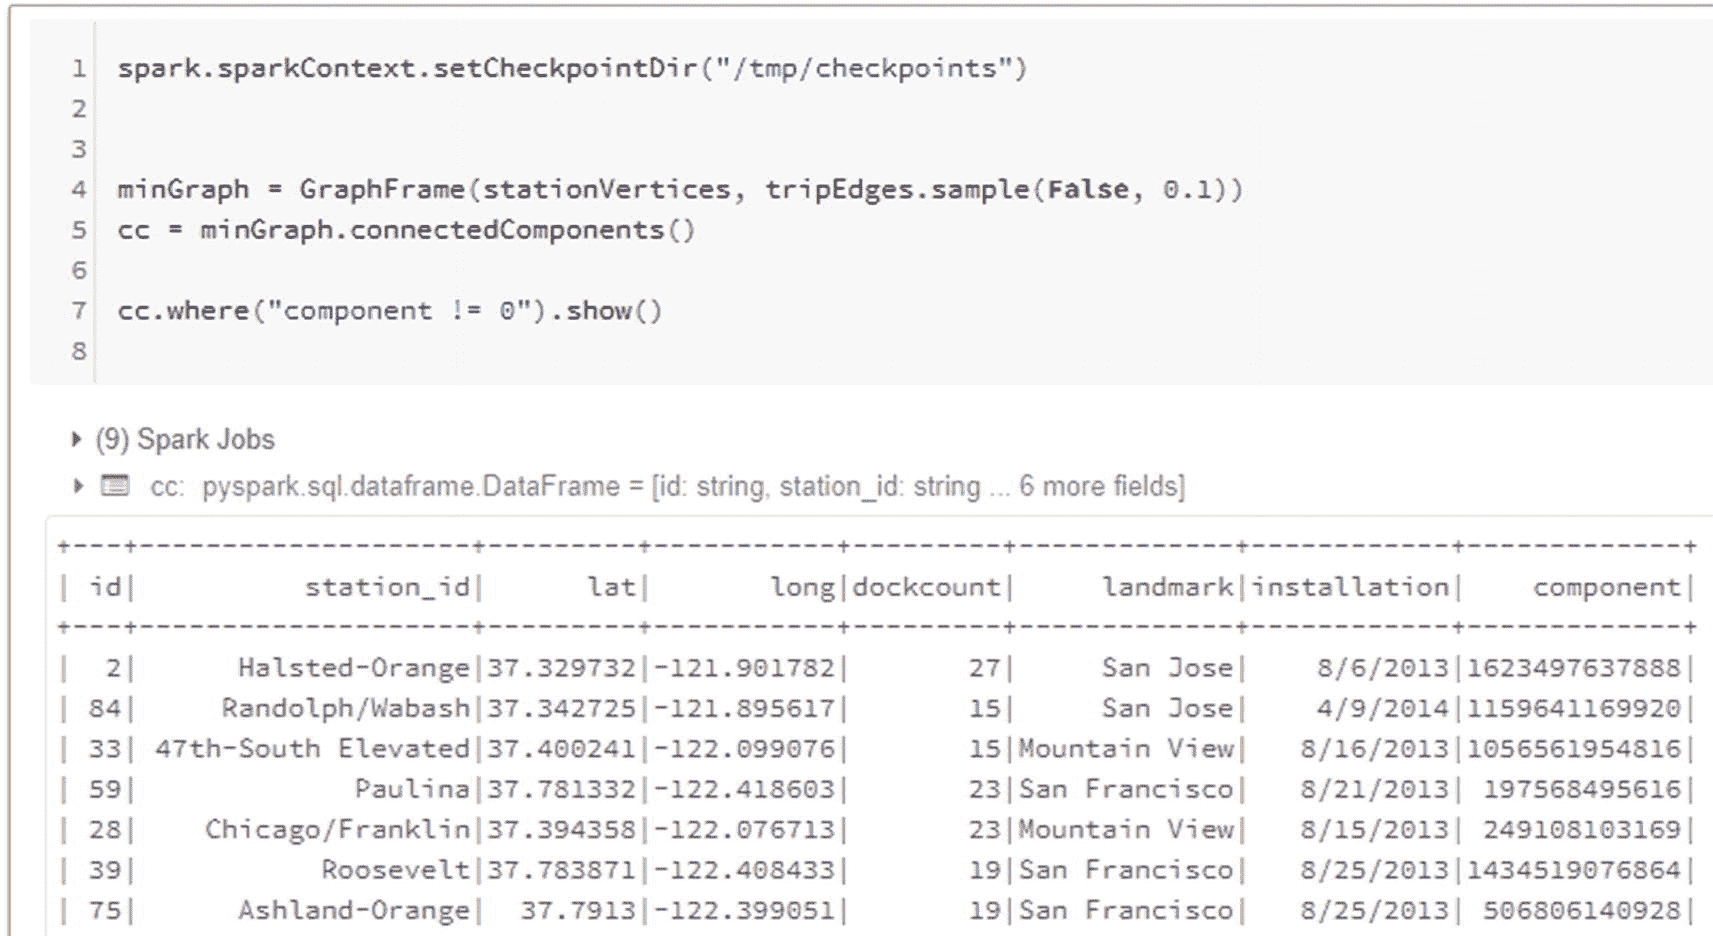 1 spark.sparkContext.setCheckpointDir("/tmp/checkpoints")
2
3
4 minGraph = GraphFrame(stationVertices, tripEdges.sample(False, 0.1))
5 cc = minGraph.connectedComponents()
6
7 cc.where("component != 0").show()
8
(9) Spark Jobs
cc: pyspark.sql.dataframe.DataFrame = [id: string, station_id: string ... 6 more fields]
+---+--------------------+---------+-----------+---------+-------------+------------+-------------+
| id|          station_id|      lat|       long|dockcount|     landmark|installation|    component|
+---+--------------------+---------+-----------+---------+-------------+------------+-------------+
|  2|      Halsted-Orange|37.329732|-121.901782|       27|     San Jose|    8/6/2013|1623497637888|
| 84|     Randolph/Wabash|37.342725|-121.895617|       15|     San Jose|    4/9/2014|1159641169920|
| 33| 47th-South Elevated|37.400241|-122.099076|       15|Mountain View|   8/16/2013|1056561954816|
| 59|             Paulina|37.781332|-122.418603|       23|San Francisco|   8/21/2013| 197568495616|
| 28|    Chicago/Franklin|37.394358|-122.076713|       23|Mountain View|   8/15/2013| 249108103169|
| 39|           Roosevelt|37.783871|-122.408433|       19|San Francisco|   8/25/2013|1434519076864|
| 75|      Ashland-Orange|  37.7913|-122.399051|       19|San Francisco|   8/25/2013| 506806140928|